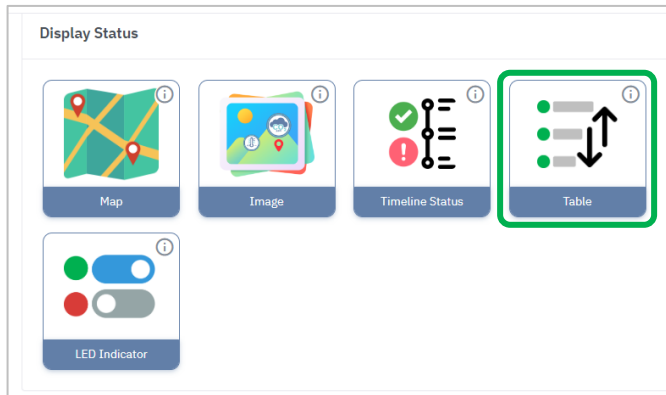 Display Status
Map
Image
Timeline Status
Table
LED Indicator